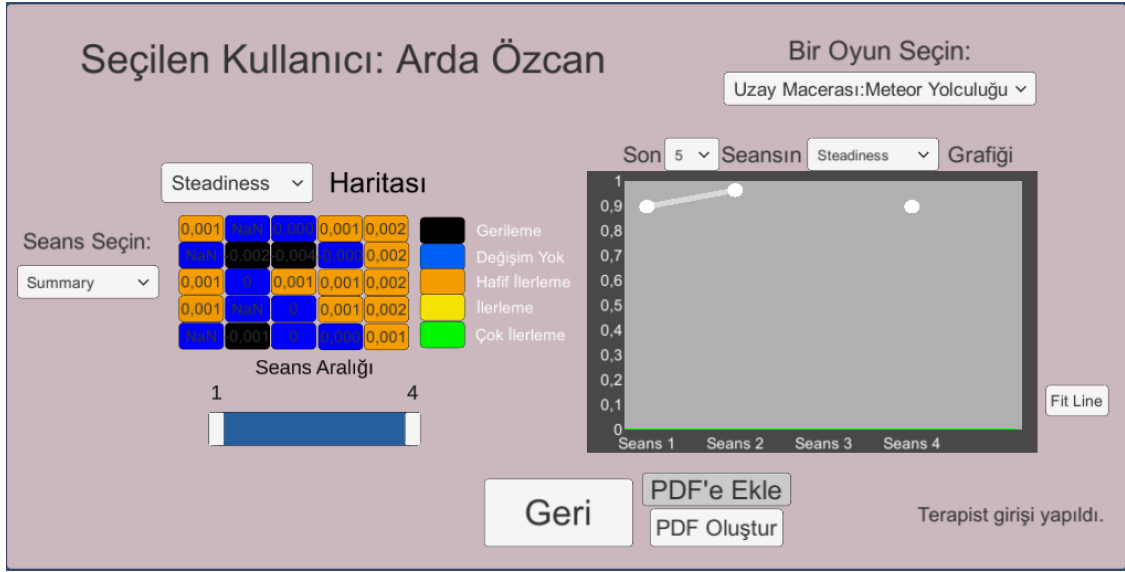 Seçilen Kullanıcı: Arda Özcan
Bir Oyun Seçin:
Uzay Macerası:Meteor Yolculuğu
Son 5 Seansın Steadiness Grafiği
Steadiness Haritası
Seans Seçin:
Summary
0,001 NaN 0,000 0,001 0,002
NaN -0,002 -0,004 -0,000 0,002
0,001 0 0,001 0,001 0,002
0,001 NaN 0 0,001 0,002
NaN -0,001 0 0,000 0,001
Gerileme
Değişim Yok
Hafif İlerleme
İlerleme
Çok İlerleme
Seans Aralığı
1 4
1
0,9
0,8
0,7
0,6
0,5
0,4
0,3
0,2
0,1
0
Seans 1 Seans 2 Seans 3 Seans 4
Fit Line
Geri
PDF'e Ekle
PDF Oluştur
Terapist girişi yapıldı.